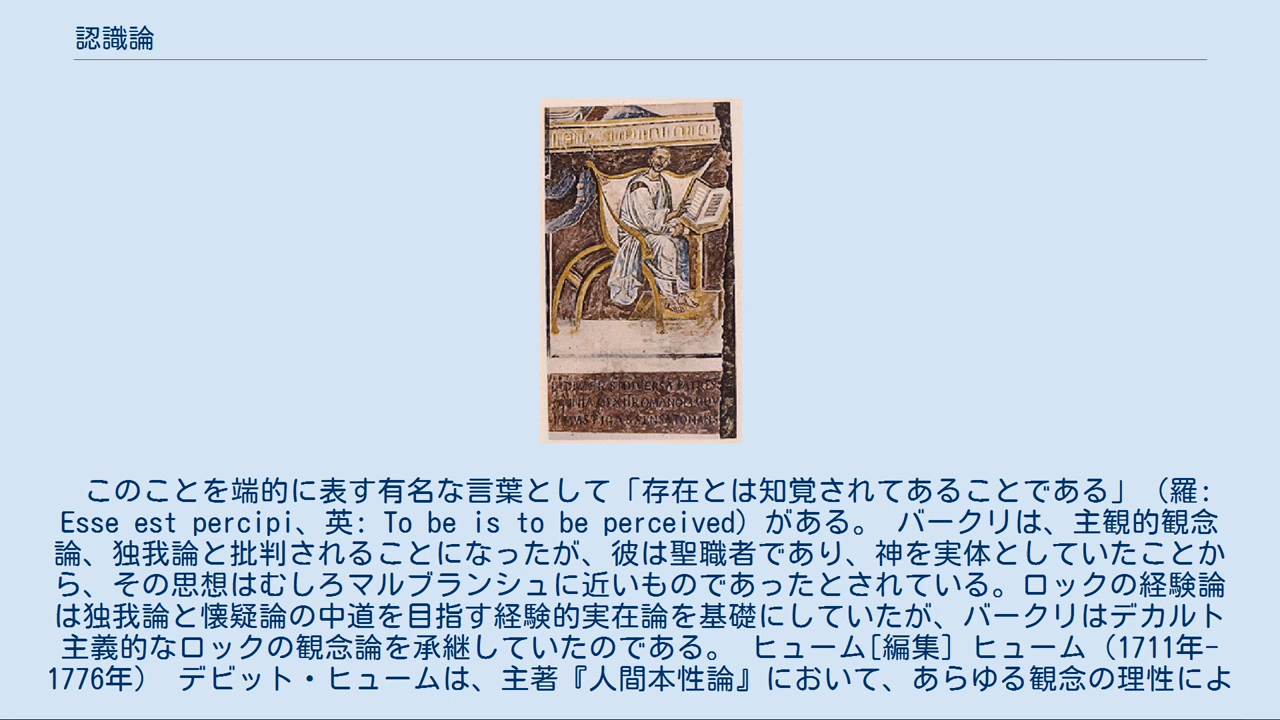 認識論
このことを端的に表す有名な言葉として「存在とは知覚されてあることである」（羅:
Esse est percipi、英: To be is to be perceived）がある。 バークリは、主観的観念
論、独我論と批判されることになったが、彼は聖職者であり、神を実体としていたことか
ら、その思想はむしろマルブランシュに近いものであったとされている。ロックの経験論
は独我論と懐疑論の中道を目指す経験的実在論を基礎にしていたが、バークリはデカルト
主義的なロックの観念論を承継していたのである。 ヒューム[編集] ヒューム（1711年-
1776年） デビット・ヒュームは、主著『人間本性論』において、あらゆる観念の理性によ